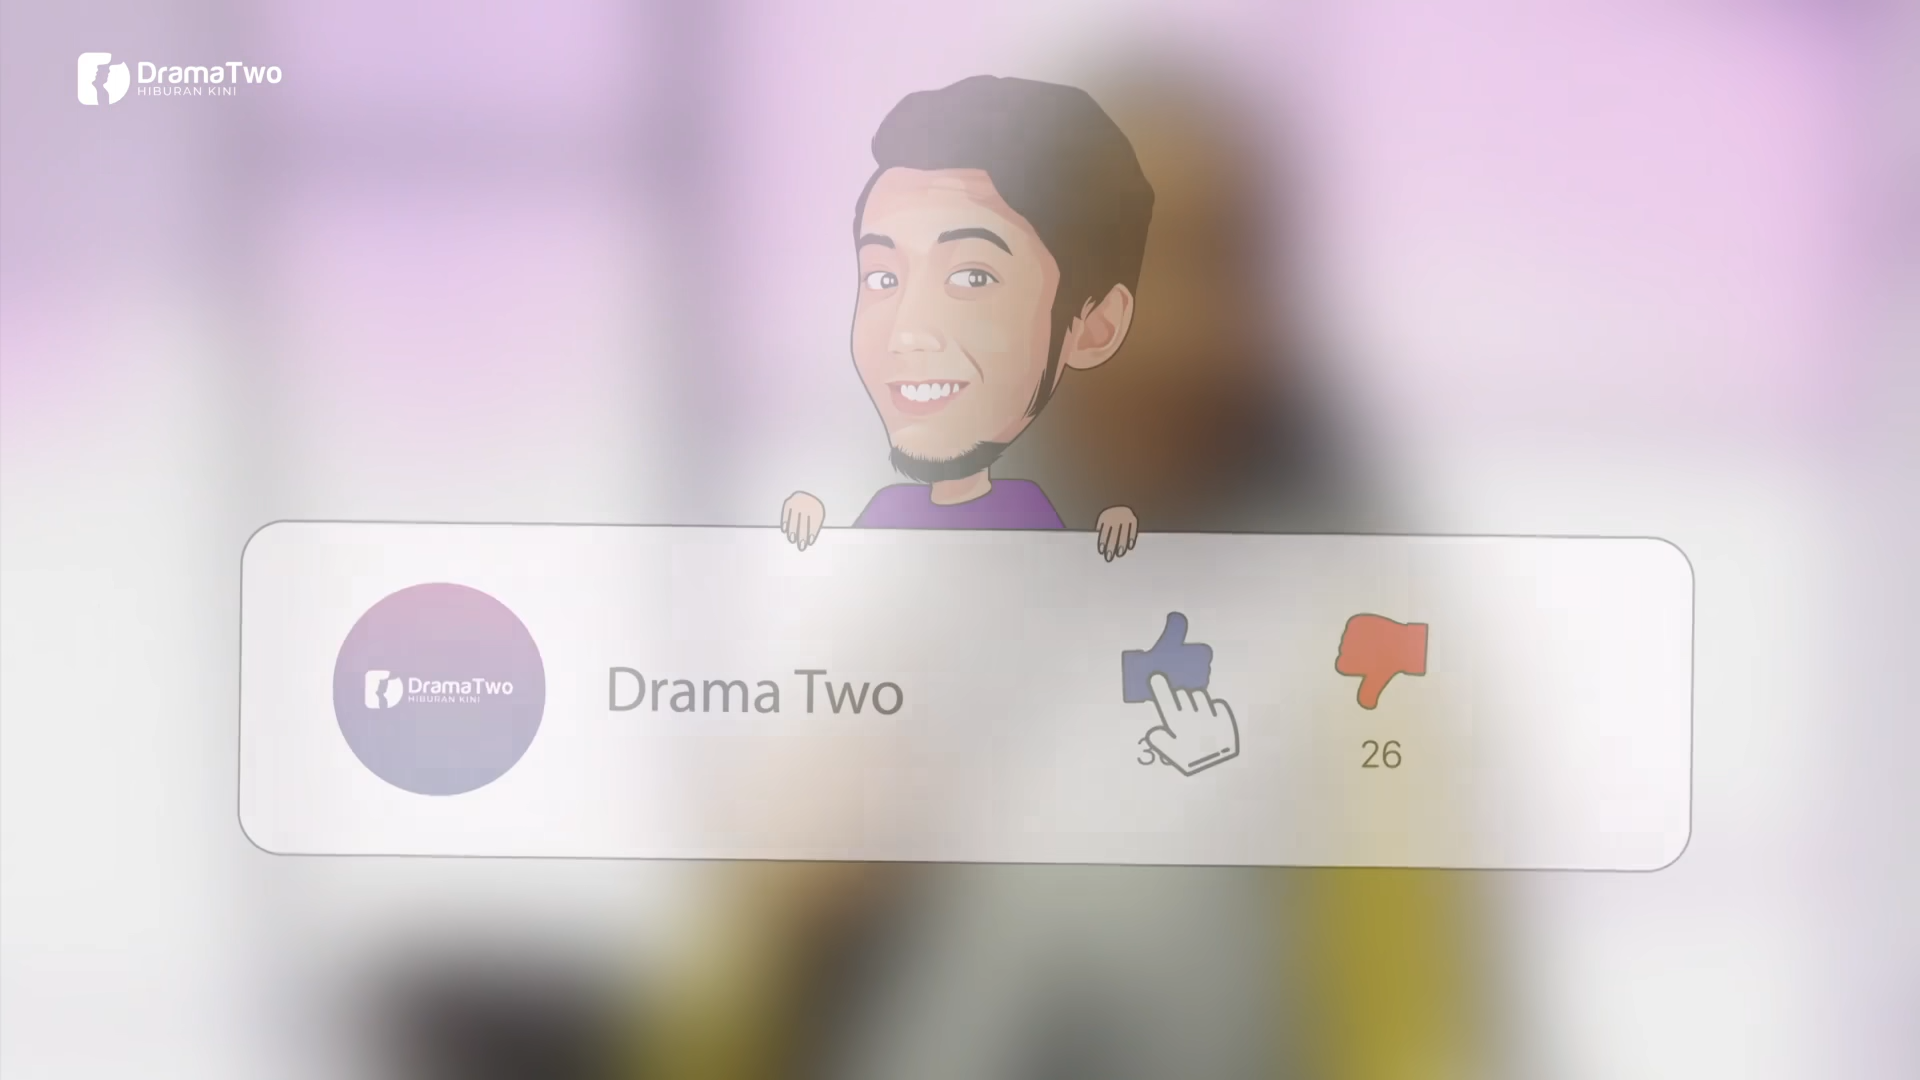 DramaTwo
HIBURAN KINI
DramaTwo
HIBURAN KINI
Drama Two
26